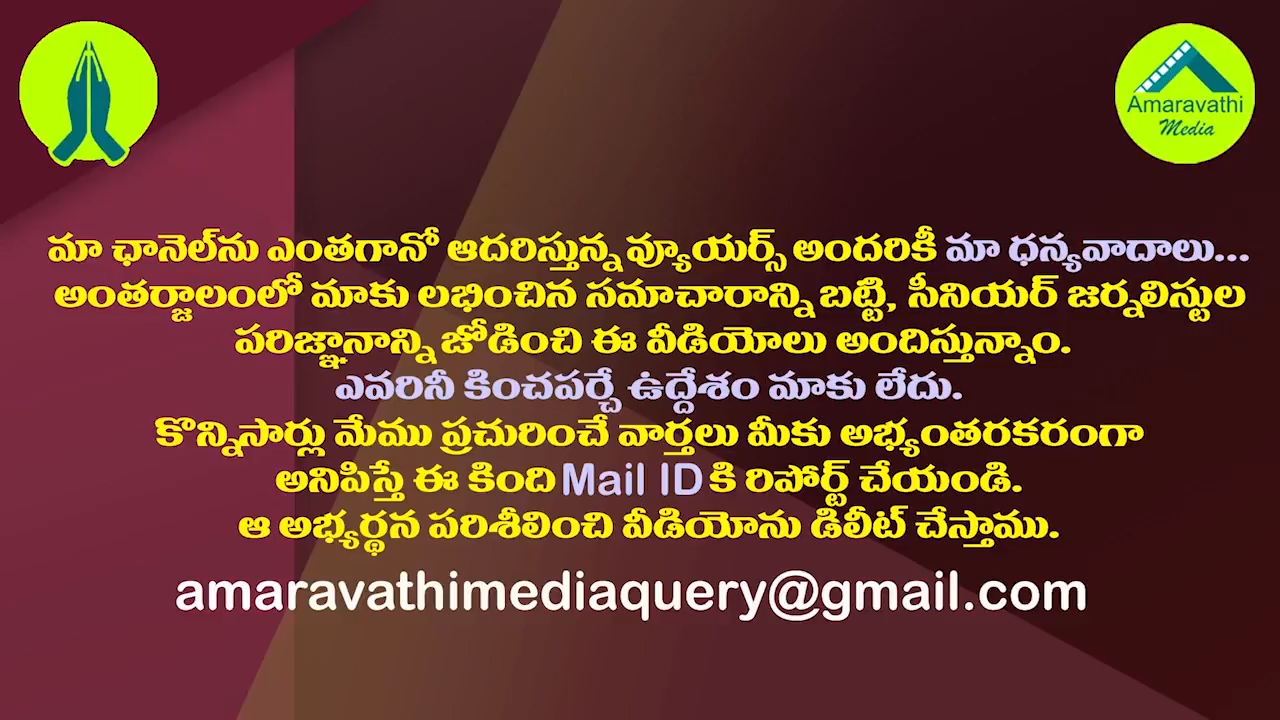 Amaravathi
Media
మా ఛానెల్‌ను ఎంతగానో ఆదరిస్తున్న వ్యూయర్స్ అందరికీ మా ధన్యవాదాలు...
అంతర్జాలంలో మాకు లభించిన సమాచారాన్ని బట్టి, సీనియర్ జర్నలిస్టుల
పరిజ్ఞానాన్ని జోడించి ఈ వీడియోలు అందిస్తున్నాం.
ఎవరినీ కించపర్చే ఉద్దేశం మాకు లేదు.
కొన్నిసార్లు మేము ప్రచురించే వార్తలు మీకు అభ్యంతరకరంగా
అనిపిస్తే ఈ కింది Mail ID కి రిపోర్ట్ చేయండి.
ఆ అభ్యర్థన పరిశీలించి వీడియోను డిలీట్ చేస్తాము.
amaravathimediaquery@gmail.com